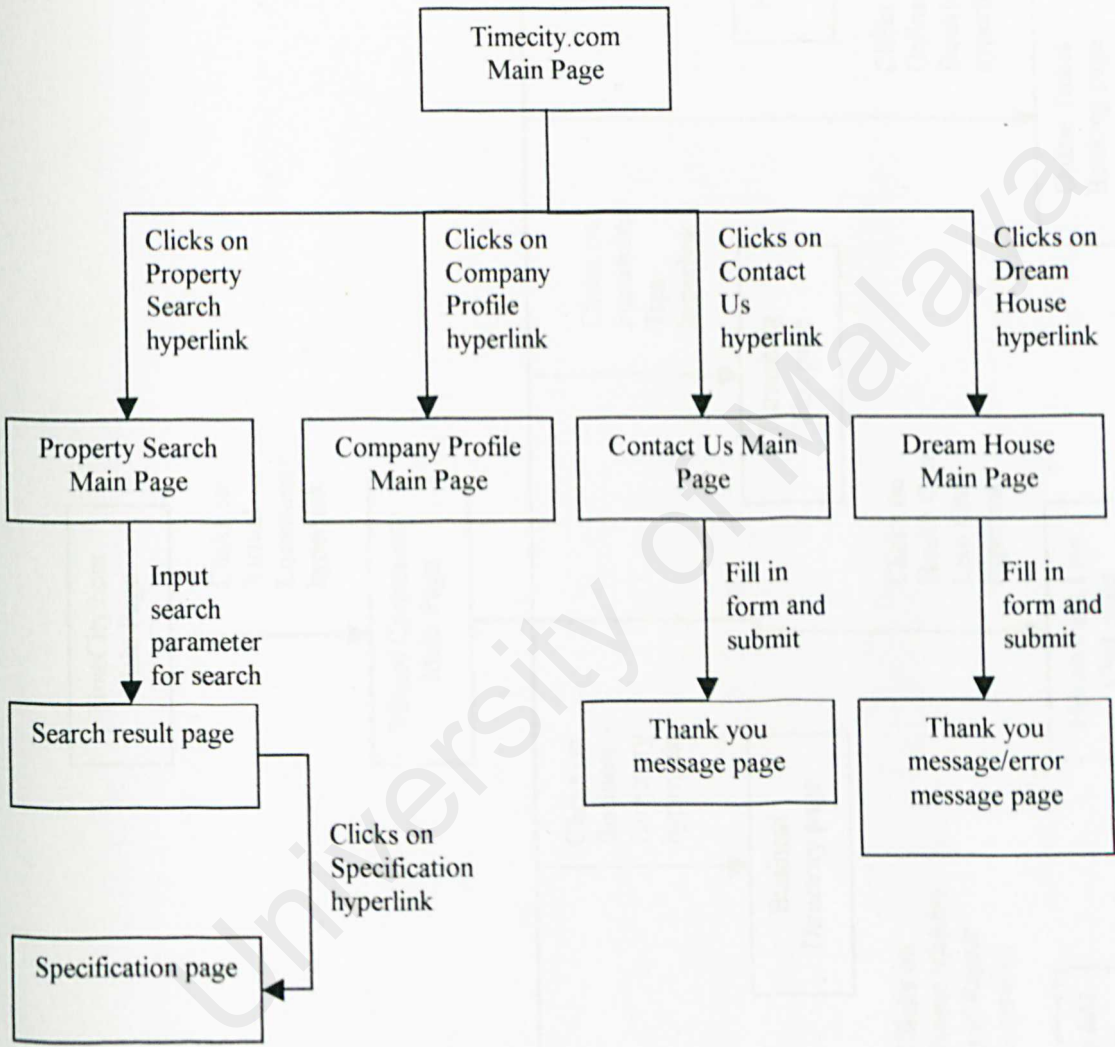 Timecity.com
Main Page
Clicks on
Property
Search
hyperlink
Clicks on
Company
Profile
hyperlink
Clicks on
Contact
Us
hyperlink
Clicks on
Dream
House
hyperlink
Property Search
Main Page
Company Profile
Main Page
Contact Us Main
Page
Dream House
Main Page
Input
search
parameter
for search
Fill in
form and
submit
Fill in
form and
submit
Search result page
Thank you
message page
Thank you
message/error
message page
Clicks on
Specification
hyperlink
Specification page
University of Malaya